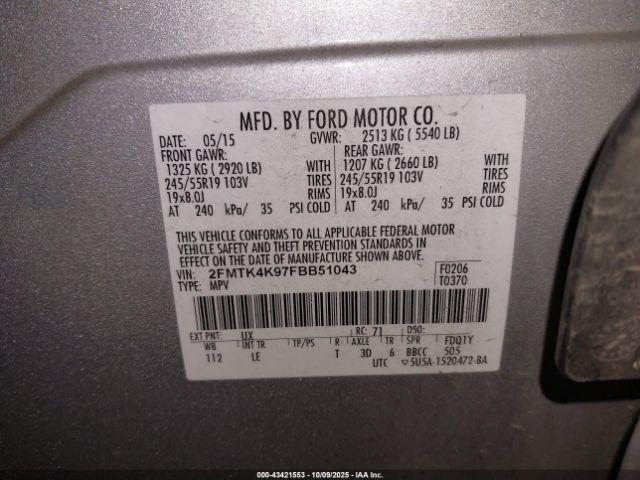 MFD. BY FORD MOTOR CO.
DATE: 05/15 GVWR: 2513 KG ( 5540 LB)
FRONT GAWR: REAR GAWR:
1325 KG ( 2920 LB) WITH 1207 KG ( 2660 LB) WITH
245/55R19 103V TIRES 245/55R19 103V TIRES
19x8.0J RIMS 19x8.0J RIMS
AT 240 kPa/ 35 PSI COLD AT 240 kPa/ 35 PSI COLD
THIS VEHICLE CONFORMS TO ALL APPLICABLE FEDERAL MOTOR
VEHICLE SAFETY AND THEFT PREVENTION STANDARDS IN
EFFECT ON THE DATE OF MANUFACTURE SHOWN ABOVE.
VIN: 2FMTK4K97FBB51043 F0206
TYPE: MPV T0370
EXT PNT: UX RC: 71 DSO:
WB INT TR TP/PS R AXLE TR SPR FDQ1Y
112 LE T 3D 6 BBCC 505
UTC 5U5A-1520472-BA
000-43421553 | 10/09/2025 | IAA Inc.